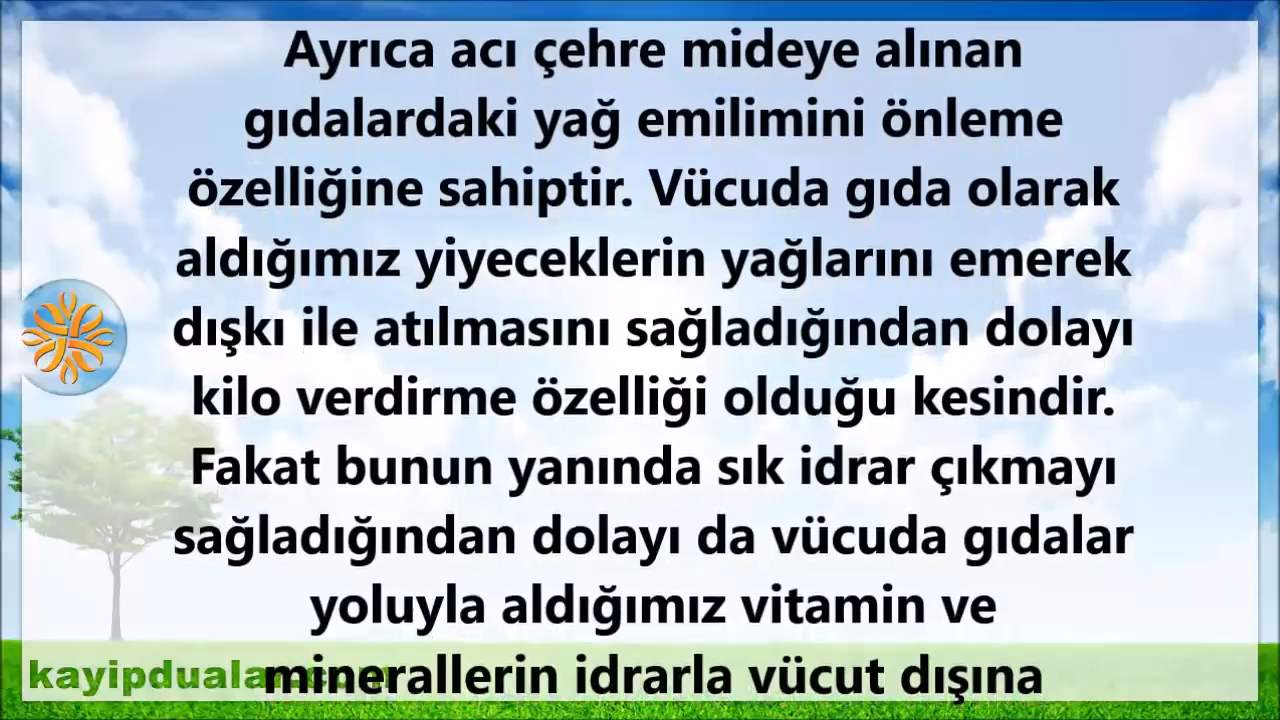 Ayrıca acı çehre mideye alınan
gıdalardaki yağ emilimini önleme
özelliğine sahiptir. Vücuda gıda olarak
aldığımız yiyeceklerin yağlarını emerek
dışkı ile atılmasını sağladığından dolayı
kilo verdirme özelliği olduğu kesindir.
Fakat bunun yanında sık idrar çıkmayı
sağladığından dolayı da vücuda gıdalar
yoluyla aldığımız vitamin ve
minerallerin idrarla vücut dışına